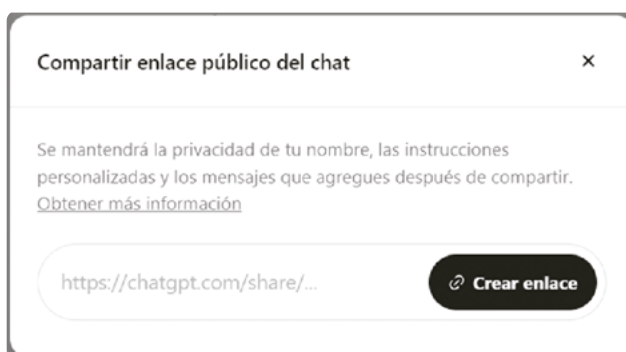 Compartir enlace público del chat
Se mantendrá la privacidad de tu nombre, las instrucciones
personalizadas y los mensajes que agregues después de compartir.
Obtener más información
https://chatgpt.com/share/...
Crear enlace